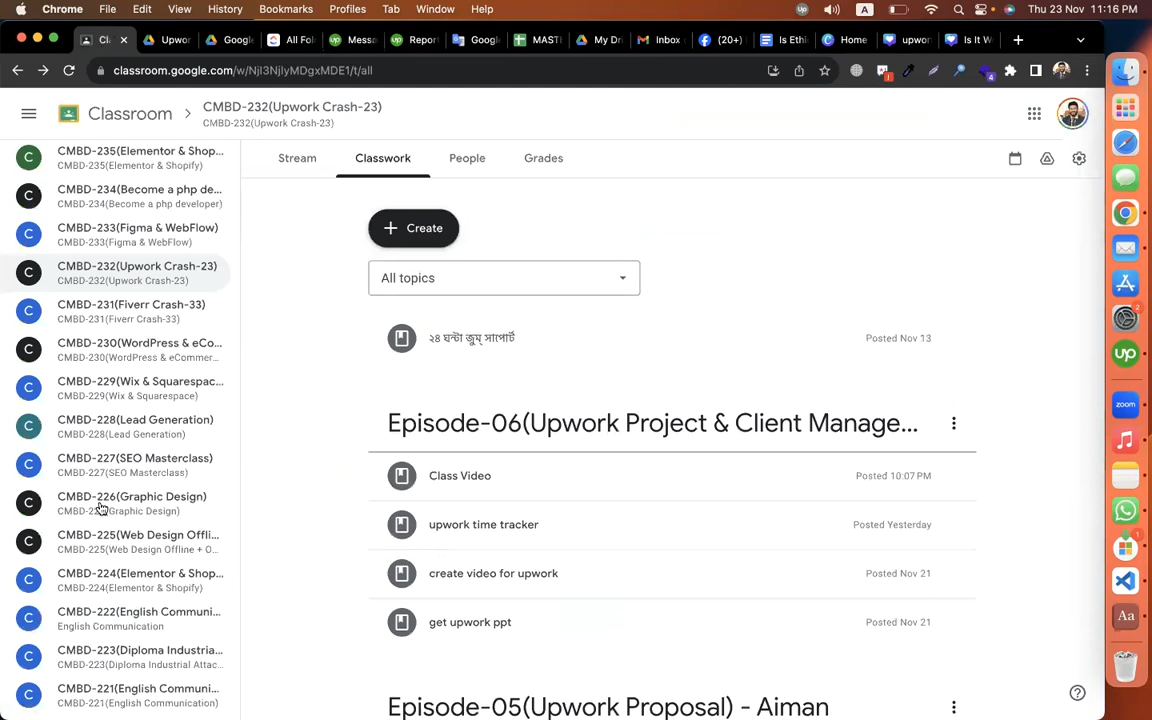 Chrome File Edit View History Bookmarks Profiles Tab Window Help
A
Thu 23 Nov 11:16 PM
Cl
Upwor
Google
All Fol
Messa
Repor
Google
MAST
My Dri
Inbox
(20+)
Is Ethi
Home
upwor
Is It W
classroom.google.com/w/NjI3NjIyMDgxMDE1/t/all
Classroom
CMBD-232(Upwork Crash-23)
CMBD-232(Upwork Crash-23)
Stream Classwork People Grades
C
CMBD-235(Elementor & Shop...
CMBD-235(Elementor & Shopify)
C
CMBD-234(Become a php de...
CMBD-234(Become a php developer)
C
CMBD-233(Figma & WebFlow)
CMBD-233(Figma & WebFlow)
C
CMBD-232(Upwork Crash-23)
CMBD-232(Upwork Crash-23)
C
CMBD-231(Fiverr Crash-33)
CMBD-231(Fiverr Crash-33)
C
CMBD-230(WordPress & eCo...
CMBD-230(WordPress & eCommer...
C
CMBD-229(Wix & Squarespac...
CMBD-229(Wix & Squarespace)
C
CMBD-228(Lead Generation)
CMBD-228(Lead Generation)
C
CMBD-227(SEO Masterclass)
CMBD-227(SEO Masterclass)
C
CMBD-226(Graphic Design)
Graphic Design)
C
CMBD-225(Web Design Offli...
CMBD-225(Web Design Offline + O...
C
CMBD-224(Elementor & Shop...
CMBD-224(Elementor & Shopify)
C
CMBD-222(English Communi...
English Communication
C
CMBD-223(Diploma Industria...
CMBD-223(Diploma Industrial Attac...
C
CMBD-221(English Communi...
CMBD-221(English Communication)
Create
All topics
২৪ ঘন্টা জুম্ সাপোর্ট
Posted Nov 13
Episode-06(Upwork Project & Client Manage...
Class Video
Posted 10:07 PM
upwork time tracker
Posted Yesterday
create video for upwork
Posted Nov 21
get upwork ppt
Posted Nov 21
Episode-05(Upwork Proposal) - Aiman
up
zoom
Aa